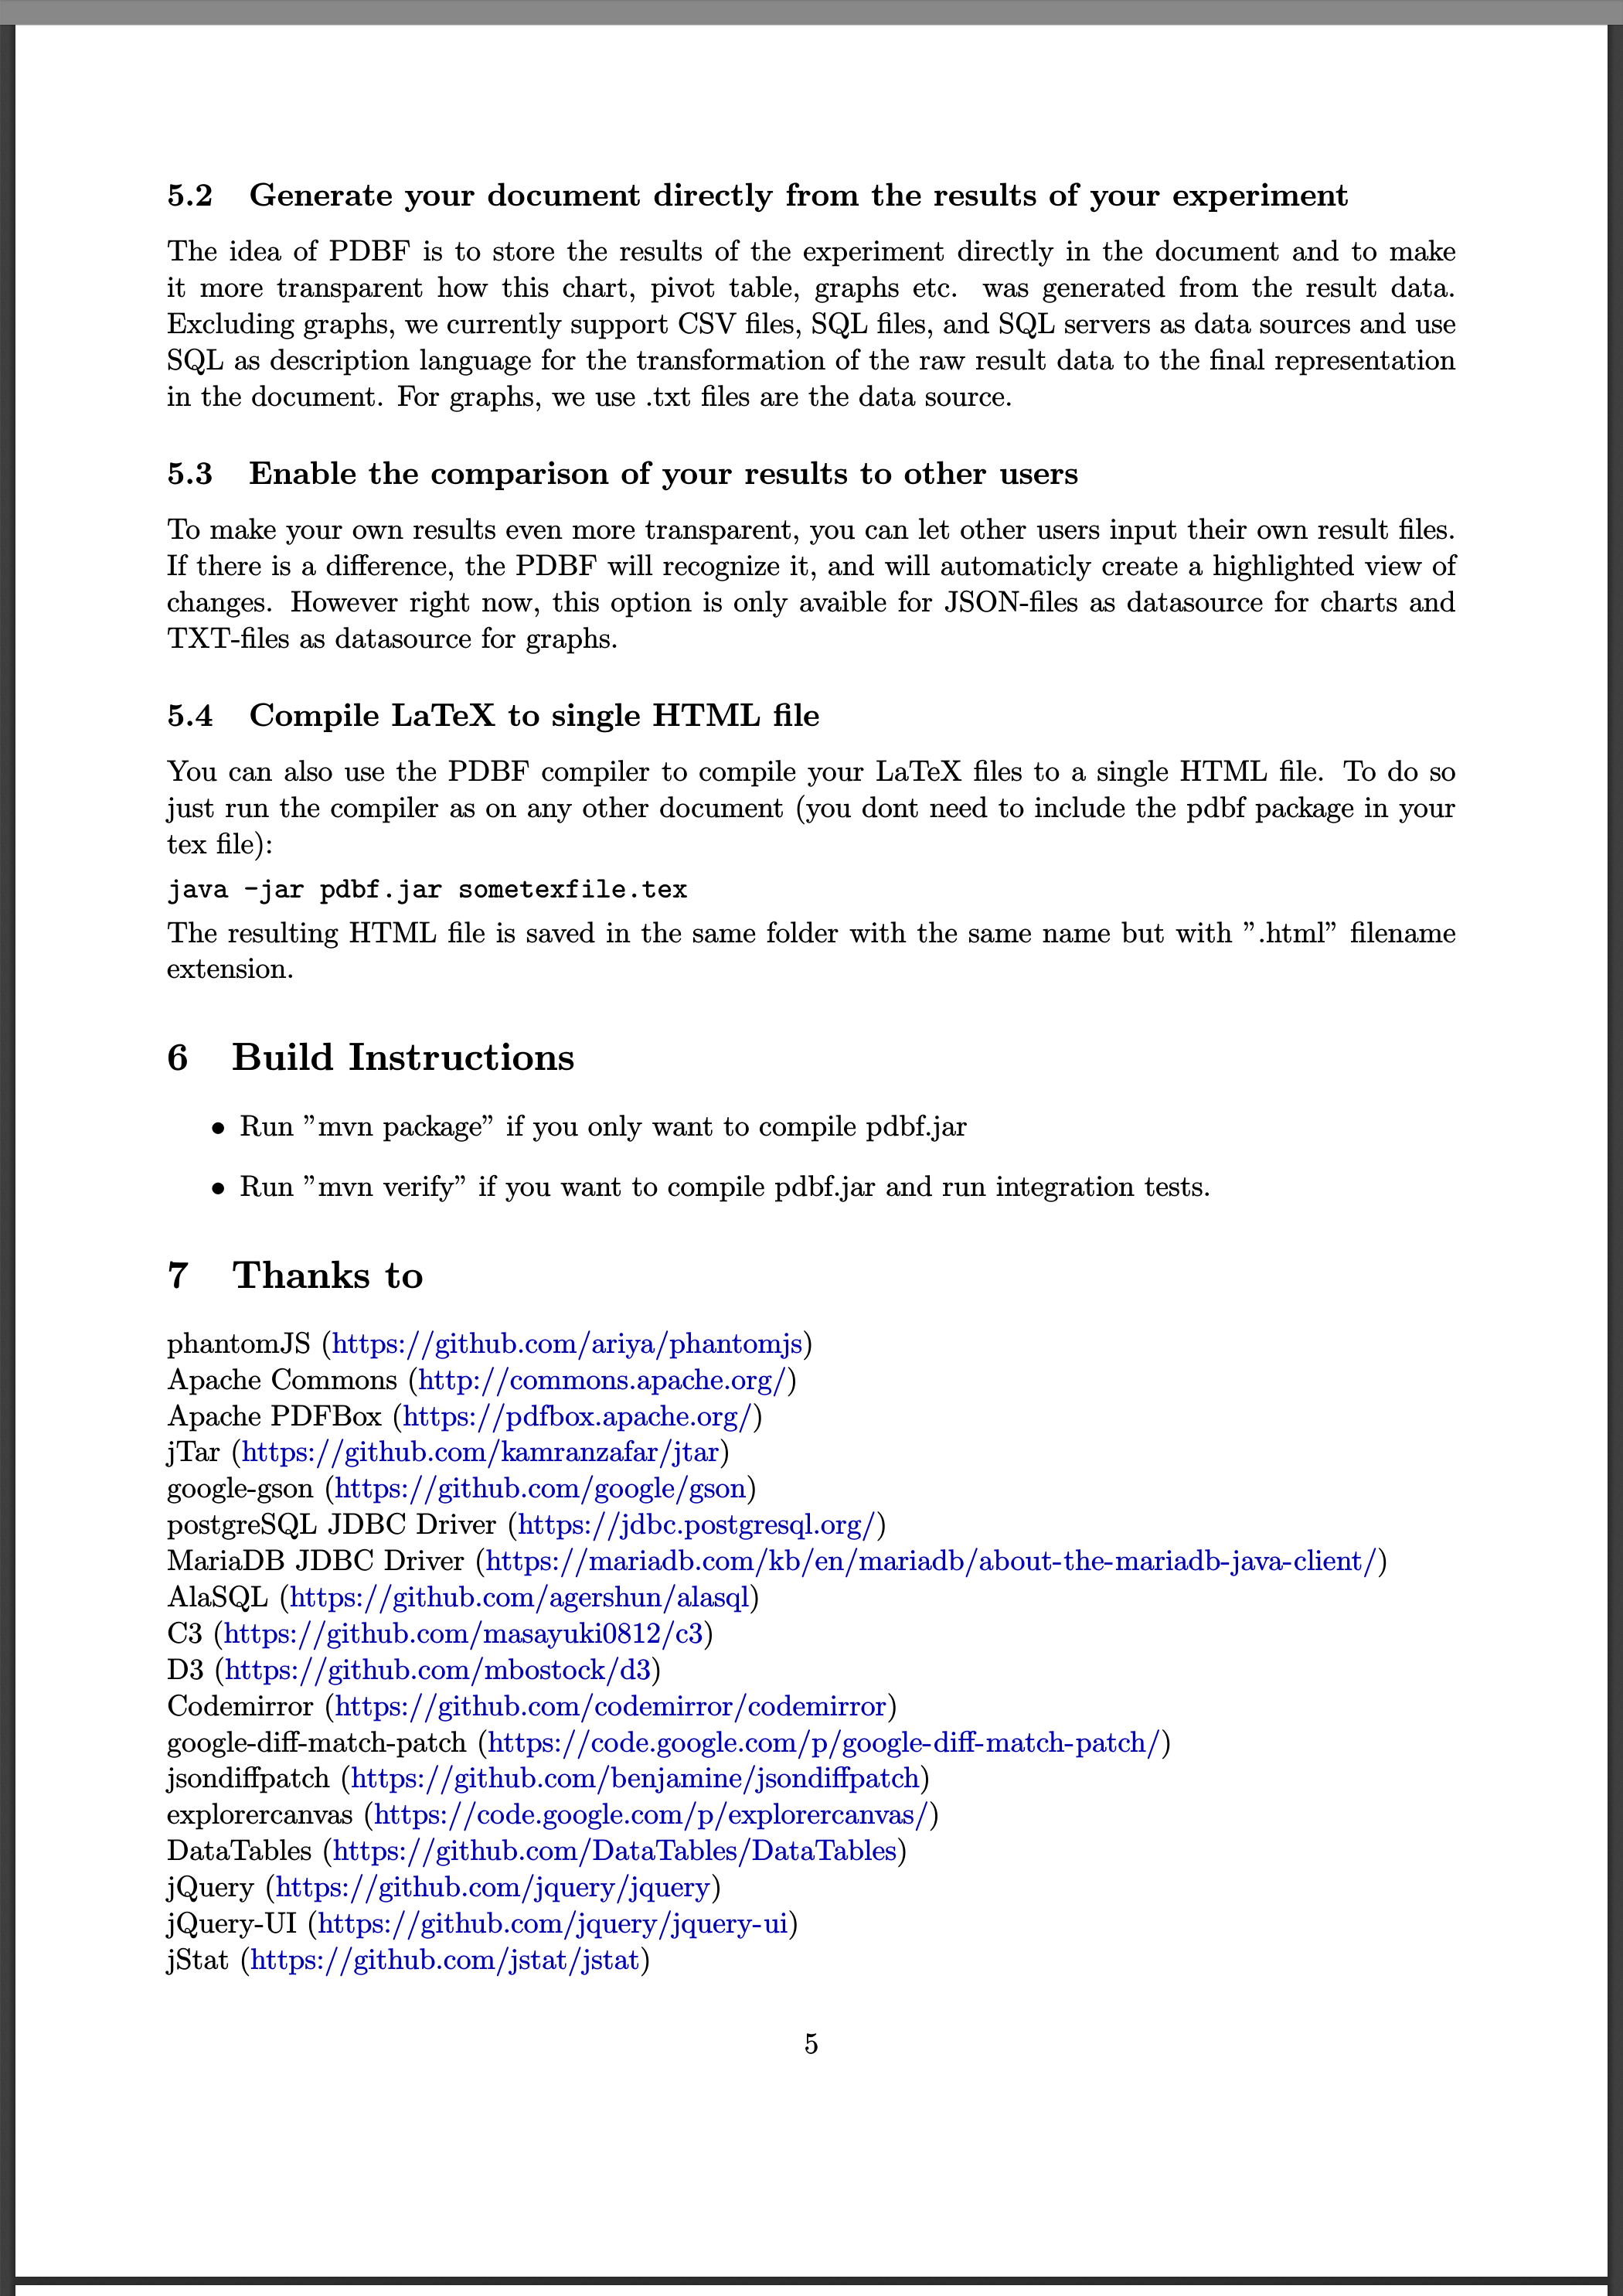 5.2 Generate your document directly from the results of your experiment
The idea of PDBF is to store the results of the experiment directly in the document and to make
it more transparent how this chart, pivot table, graphs etc. was generated from the result data.
Excluding graphs, we currently support CSV files, SQL files, and SQL servers as data sources and use
SQL as description language for the transformation of the raw result data to the final representation
in the document. For graphs, we use .txt files are the data source.
5.3 Enable the comparison of your results to other users
To make your own results even more transparent, you can let other users input their own result files.
If there is a difference, the PDBF will recognize it, and will automaticly create a highlighted view of
changes. However right now, this option is only avaible for JSON-files as datasource for charts and
TXT-files as datasource for graphs.
5.4 Compile LaTeX to single HTML file
You can also use the PDBF compiler to compile your LaTeX files to a single HTML file. To do so
just run the compiler as on any other document (you dont need to include the pdbf package in your
tex file):
java -jar pdbf.jar sometexfile.tex
The resulting HTML file is saved in the same folder with the same name but with ”.html” filename
extension.
6 Build Instructions
• Run ”mvn package” if you only want to compile pdbf.jar
• Run ”mvn verify” if you want to compile pdbf.jar and run integration tests.
7 Thanks to
phantomJS (https://github.com/ariya/phantomjs)
Apache Commons (http://commons.apache.org/)
Apache PDFBox (https://pdfbox.apache.org/)
jTar (https://github.com/kamranzafar/jtar)
google-gson (https://github.com/google/gson)
postgreSQL JDBC Driver (https://jdbc.postgresql.org/)
MariaDB JDBC Driver (https://mariadb.com/kb/en/mariadb/about-the-mariadb-java-client/)
AlaSQL (https://github.com/agershun/alasql)
C3 (https://github.com/masayuki0812/c3)
D3 (https://github.com/mbostock/d3)
Codemirror (https://github.com/codemirror/codemirror)
google-diff-match-patch (https://code.google.com/p/google-diff-match-patch/)
jsondiffpatch (https://github.com/benjamine/jsondiffpatch)
explorercanvas (https://code.google.com/p/explorercanvas/)
DataTables (https://github.com/DataTables/DataTables)
jQuery (https://github.com/jquery/jquery)
jQuery-UI (https://github.com/jquery/jquery-ui)
jStat (https://github.com/jstat/jstat)
5